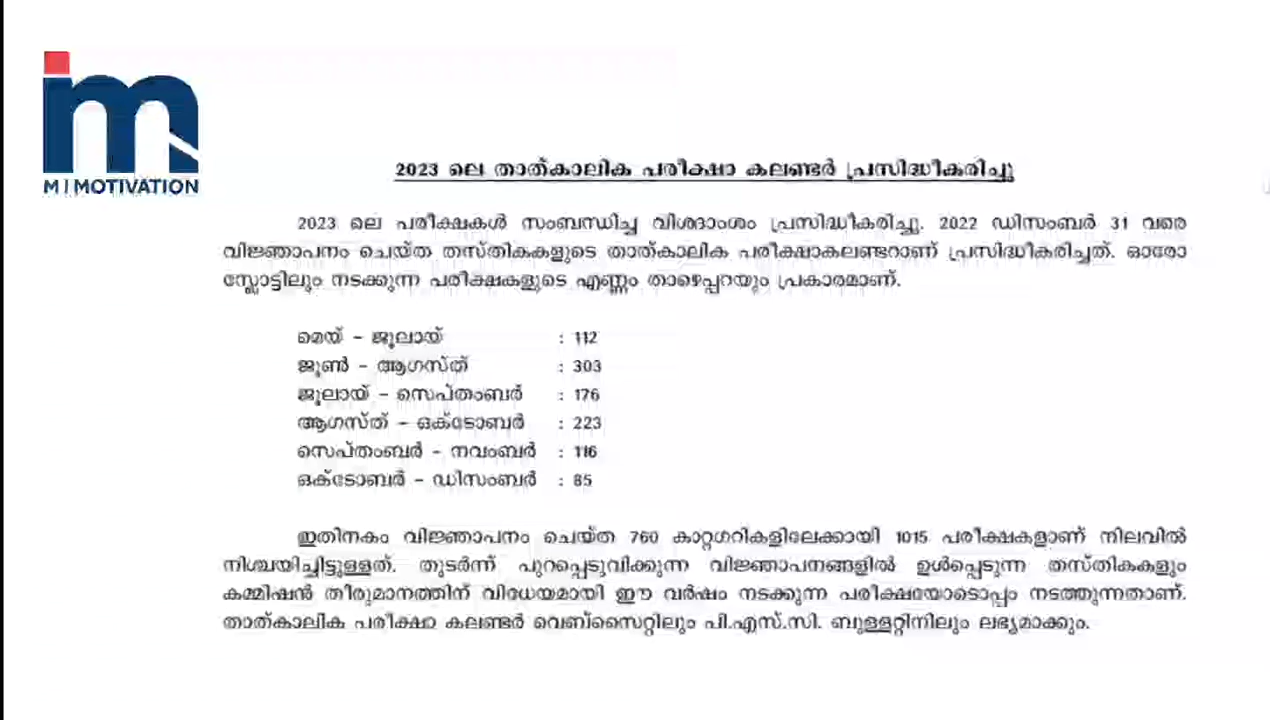 im
M I MOTIVATION
2023 ലെ താത്കാലിക പരീക്ഷാ കലണ്ടർ പ്രസിദ്ധീകരിച്ചു
2023 ലെ പരീക്ഷകൾ സംബന്ധിച്ച വിശദാംശം പ്രസിദ്ധീകരിച്ചു. 2022 ഡിസംബർ 31 വരെ
വിജ്ഞാപനം ചെയ്ത തസ്തികകളുടെ താത്കാലിക പരീക്ഷാകലണ്ടറാണ് പ്രസിദ്ധീകരിച്ചത്. ഓരോ
സ്ലോട്ടിലും നടക്കുന്ന പരീക്ഷകളുടെ എണ്ണം താഴെപ്പറയും പ്രകാരമാണ്.
മെയ് – ജൂലായ് : 112
ജൂൺ – ആഗസ്ത് : 303
ജൂലായ് – സെപ്തംബർ : 176
ആഗസ്ത് – ഒക്ടോബർ : 223
സെപ്തംബർ – നവംബർ : 116
ഒക്ടോബർ – ഡിസംബർ : 85
ഇതിനകം വിജ്ഞാപനം ചെയ്ത 760 കാറ്റഗറികളിലേക്കായി 1015 പരീക്ഷകളാണ് നിലവിൽ
നിശ്ചയിച്ചിട്ടുള്ളത്. തുടർന്ന് പുറപ്പെടുവിക്കുന്ന വിജ്ഞാപനങ്ങളിൽ ഉൾപ്പെടുന്ന തസ്തികകളും
കമ്മിഷൻ തീരുമാനത്തിന് വിധേയമായി ഈ വർഷം നടക്കുന്ന പരീക്ഷയോടൊപ്പം നടത്തുന്നതാണ്.
താത്കാലിക പരീക്ഷാ കലണ്ടർ വെബ്സൈറ്റിലും പി.എസ്.സി. ബുള്ളറ്റിനിലും ലഭ്യമാക്കും.